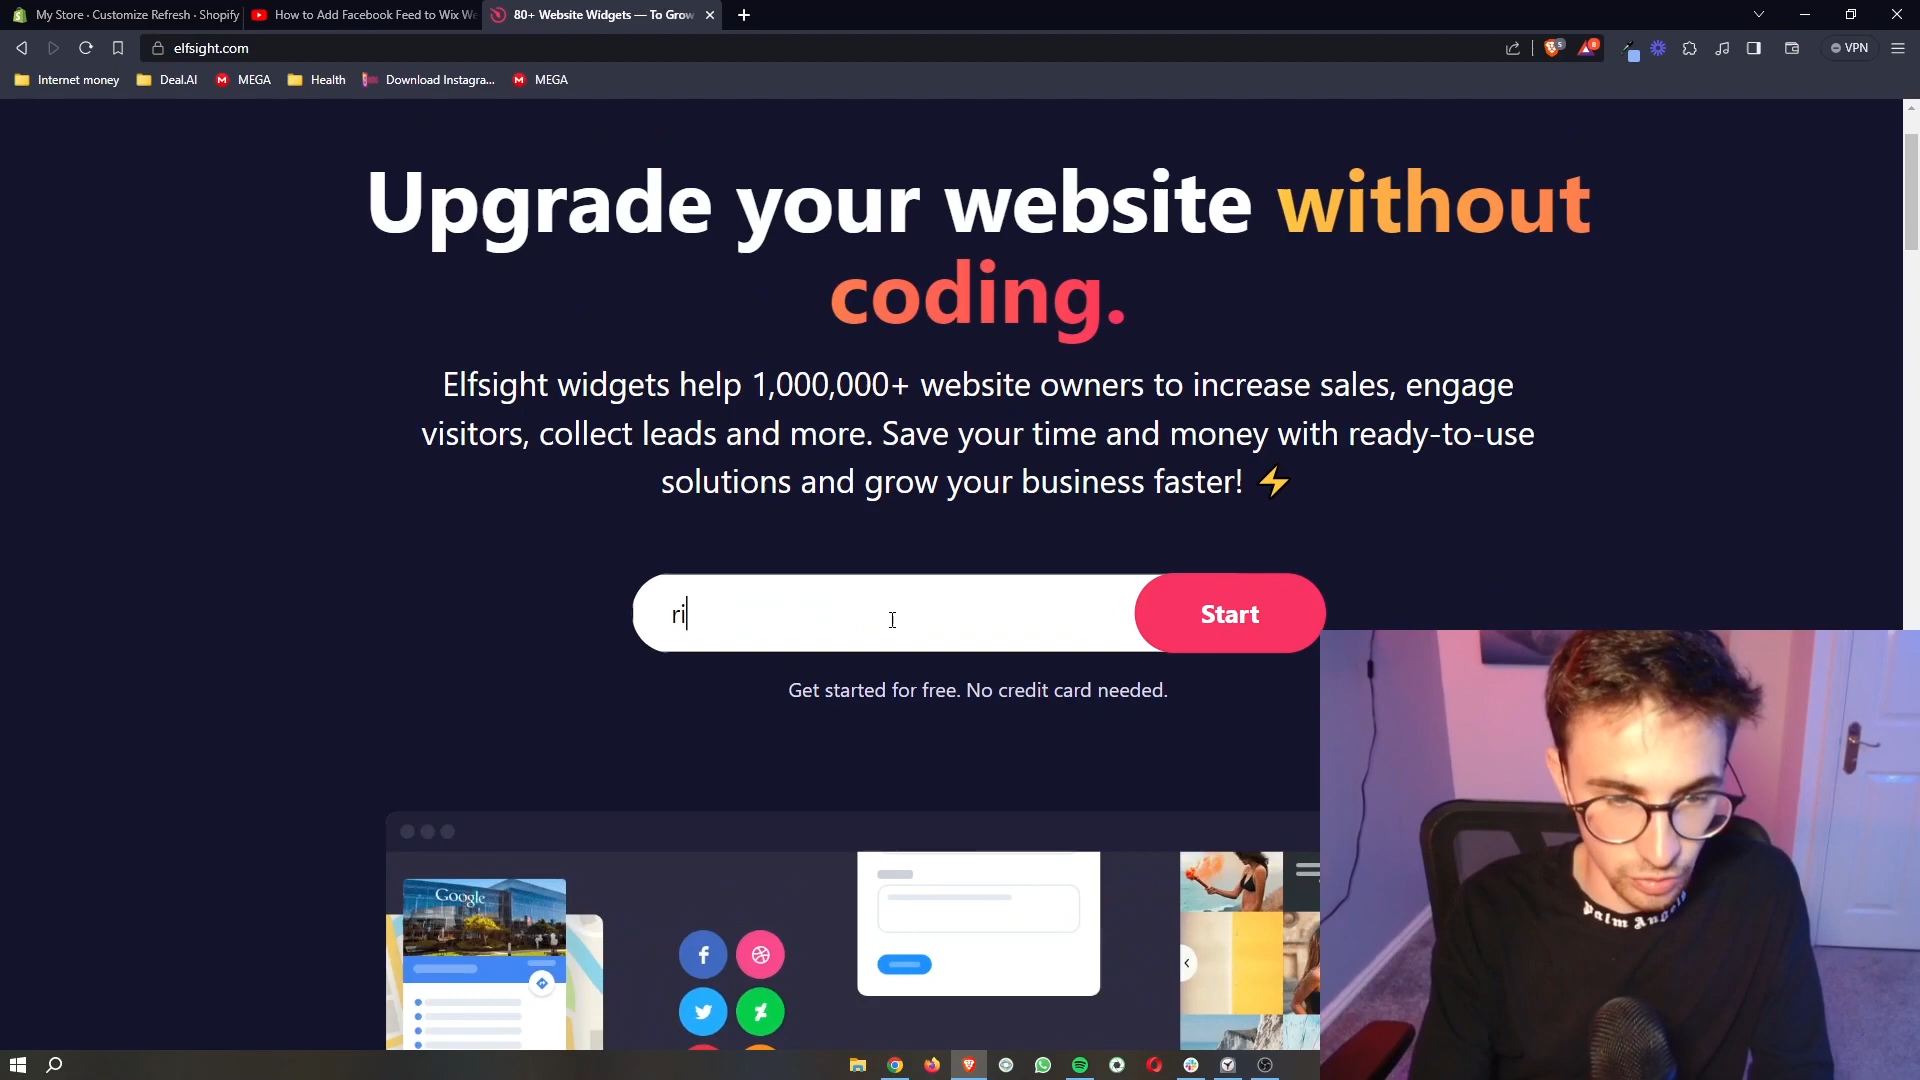 My Store · Customize Refresh · Shopify
How to Add Facebook Feed to Wix We
80+ Website Widgets — To Grow
elfsight.com
VPN
Internet money
Deal.AI
MEGA
Health
Download Instagra...
MEGA
Upgrade your website without
coding.
Elfsight widgets help 1,000,000+ website owners to increase sales, engage
visitors, collect leads and more. Save your time and money with ready-to-use
solutions and grow your business faster! ⚡
ri
Start
Get started for free. No credit card needed.
Google
Palm Angels